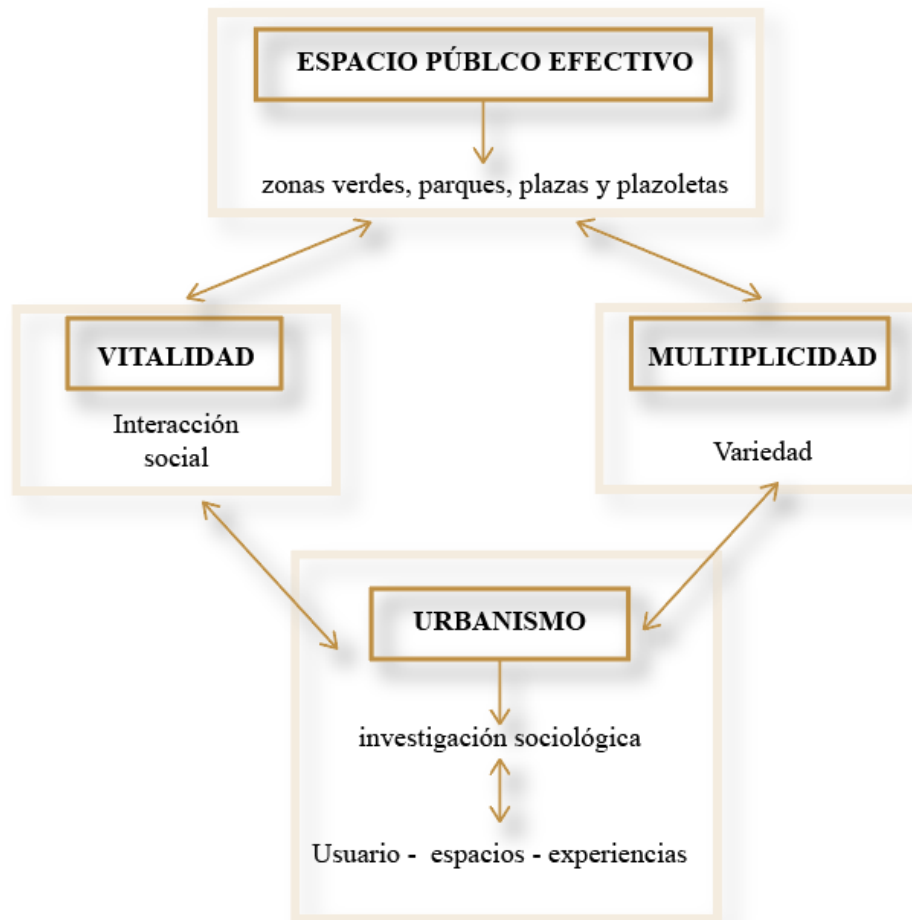 ESPACIO PÚBLCO EFECTIVO
zonas verdes, parques, plazas y plazoletas
VITALIDAD
Interacción
social
MULTIPLICIDAD
Variedad
URBANISMO
investigación sociológica
Usuario - espacios - experiencias